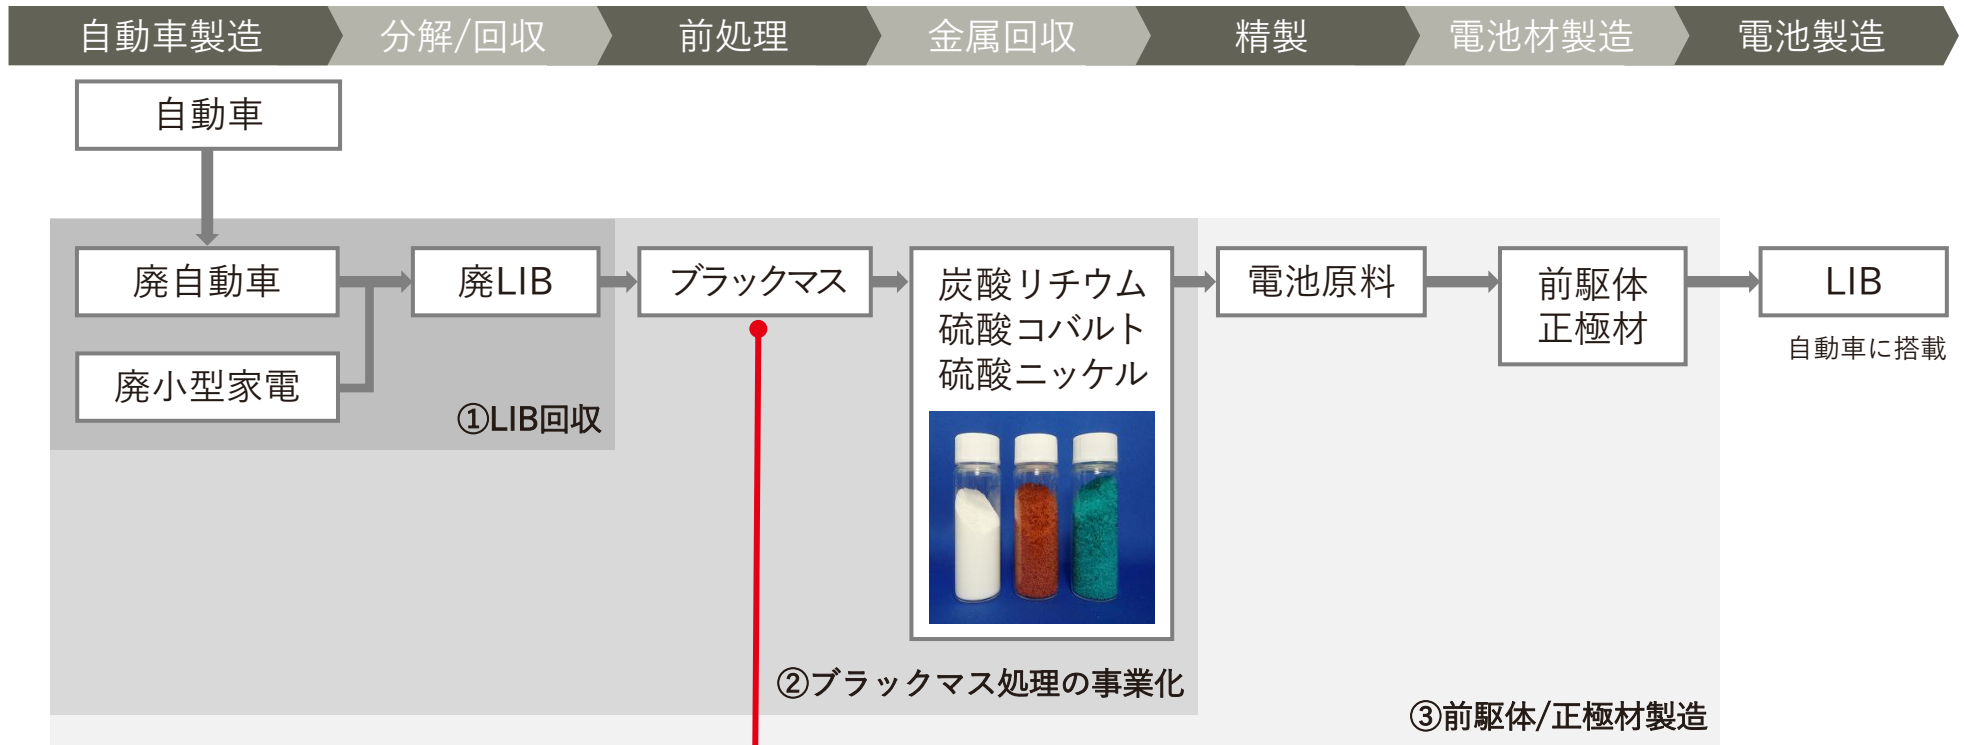 自動車製造
分解/回収
前処理
金属回収
精製
電池材製造
電池製造
自動車
廃自動車
廃LIB
ブラックマス
炭酸リチウム
硫酸コバルト
硫酸ニッケル
電池原料
前駆体
正極材
LIB
自動車に搭載
廃小型家電
①LIB回収
②ブラックマス処理の事業化
③前駆体/正極材製造